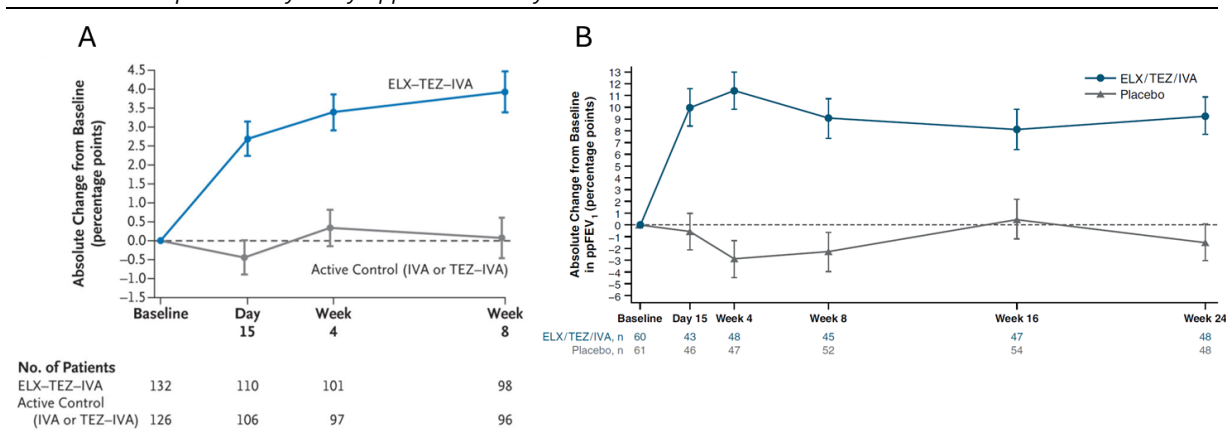 A
Absolute Change from Baseline
(percentage points)
4.5
4.0
3.5
3.0
2.5
2.0
1.5
1.0
0.5
0.0
−0.5
−1.0
−1.5
ELX–TEZ–IVA
Active Control (IVA or TEZ–IVA)
Baseline Day 15 Week 4 Week 8
No. of Patients
ELX–TEZ–IVA 132 110 101 98
Active Control
(IVA or TEZ–IVA) 126 106 97 96
B
Absolute Change from Baseline
in ppFEV₁ (percentage points)
13
12
11
10
9
8
7
6
5
4
3
2
1
0
−1
−2
−3
−4
−5
−6
ELX/TEZ/IVA
Placebo
Baseline Day 15 Week 4 Week 8 Week 16 Week 24
ELX/TEZ/IVA, n 60 43 48 45 47 48
Placebo, n 61 46 47 52 54 48